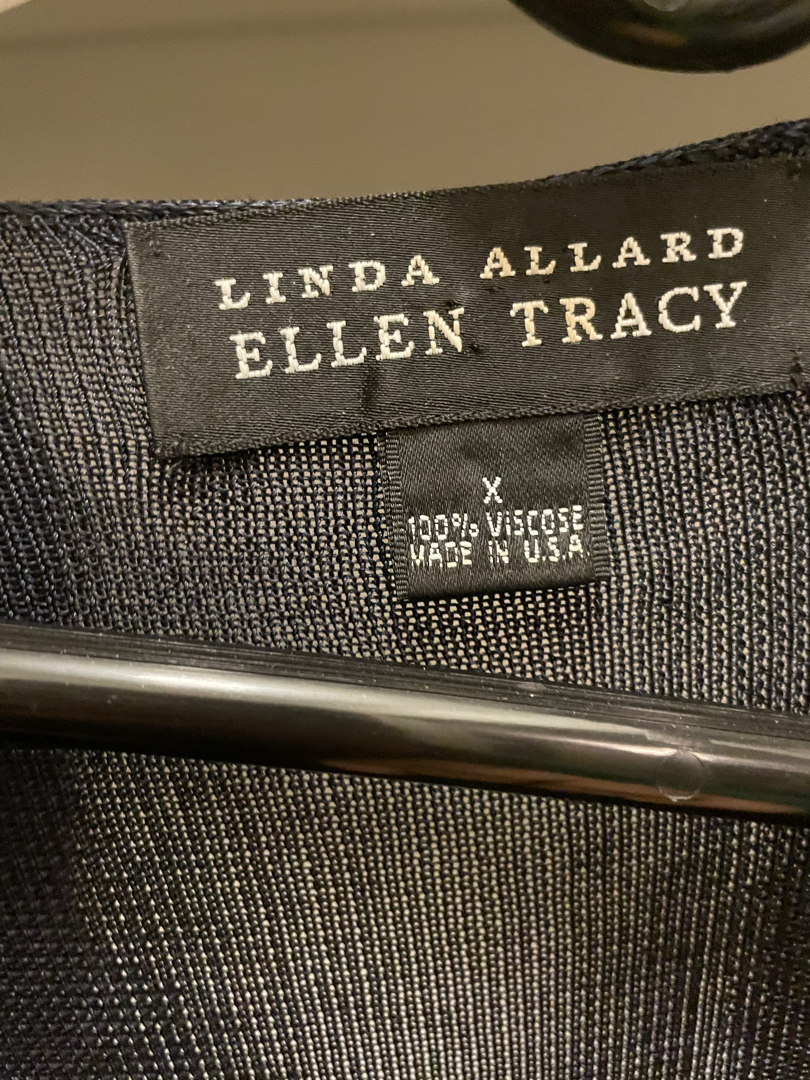 LINDA ALLARD
ELLEN TRACY
X
100% VISCOSE
MADE IN U.S.A.